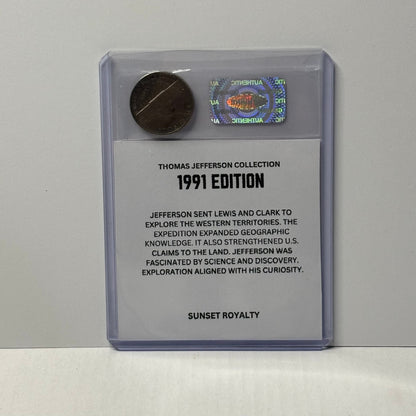 AUTHENTIC
THOMAS JEFFERSON COLLECTION
1991 EDITION
JEFFERSON SENT LEWIS AND CLARK TO
EXPLORE THE WESTERN TERRITORIES. THE
EXPEDITION EXPANDED GEOGRAPHIC
KNOWLEDGE. IT ALSO STRENGTHENED U.S.
CLAIMS TO THE LAND. JEFFERSON WAS
FASCINATED BY SCIENCE AND DISCOVERY.
EXPLORATION ALIGNED WITH HIS CURIOSITY.
SUNSET ROYALTY